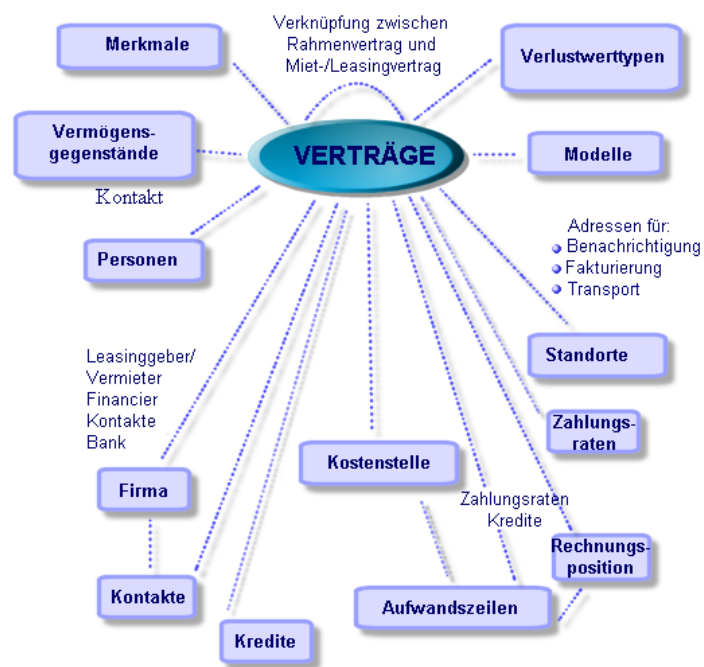 Verknüpfung zwischen
Rahmenvertrag und
Miet-/Leasingvertrag
Merkmale
Verlustwerttypen
Vermögens-
gegenstände
VERTRÄGE
Modelle
Kontakt
Personen
Adressen für:
Benachrichtigung
Fakturierung
Transport
Standorte
Leasinggeber/
Vermieter
Financier
Kontakte
Bank
Zahlungs-
raten
Kostenstelle
Firma
Zahlungsraten
Kredite
Rechnungs-
position
Kontakte
Aufwandszeilen
Kredite